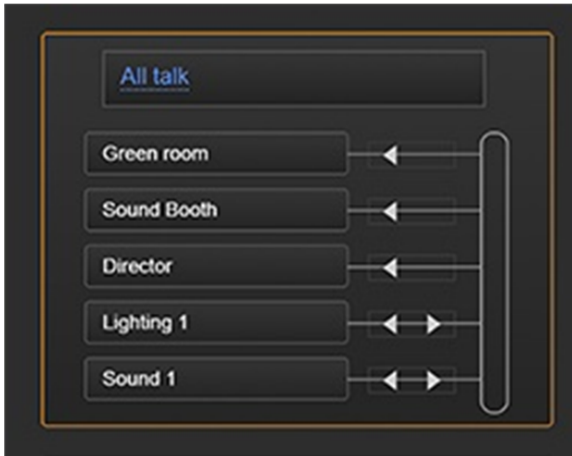 All talk
Green room
Sound Booth
Director
Lighting 1
Sound 1